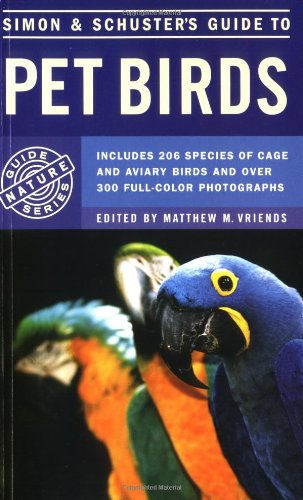 SIMON & SCHUSTER'S GUIDE TO
PET BIRDS
GUIDE
NATURE
SERIES
INCLUDES 206 SPECIES OF CAGE
AND AVIARY BIRDS AND OVER
300 FULL-COLOR PHOTOGRAPHS
EDITED BY MATTHEW M. VRIENDS